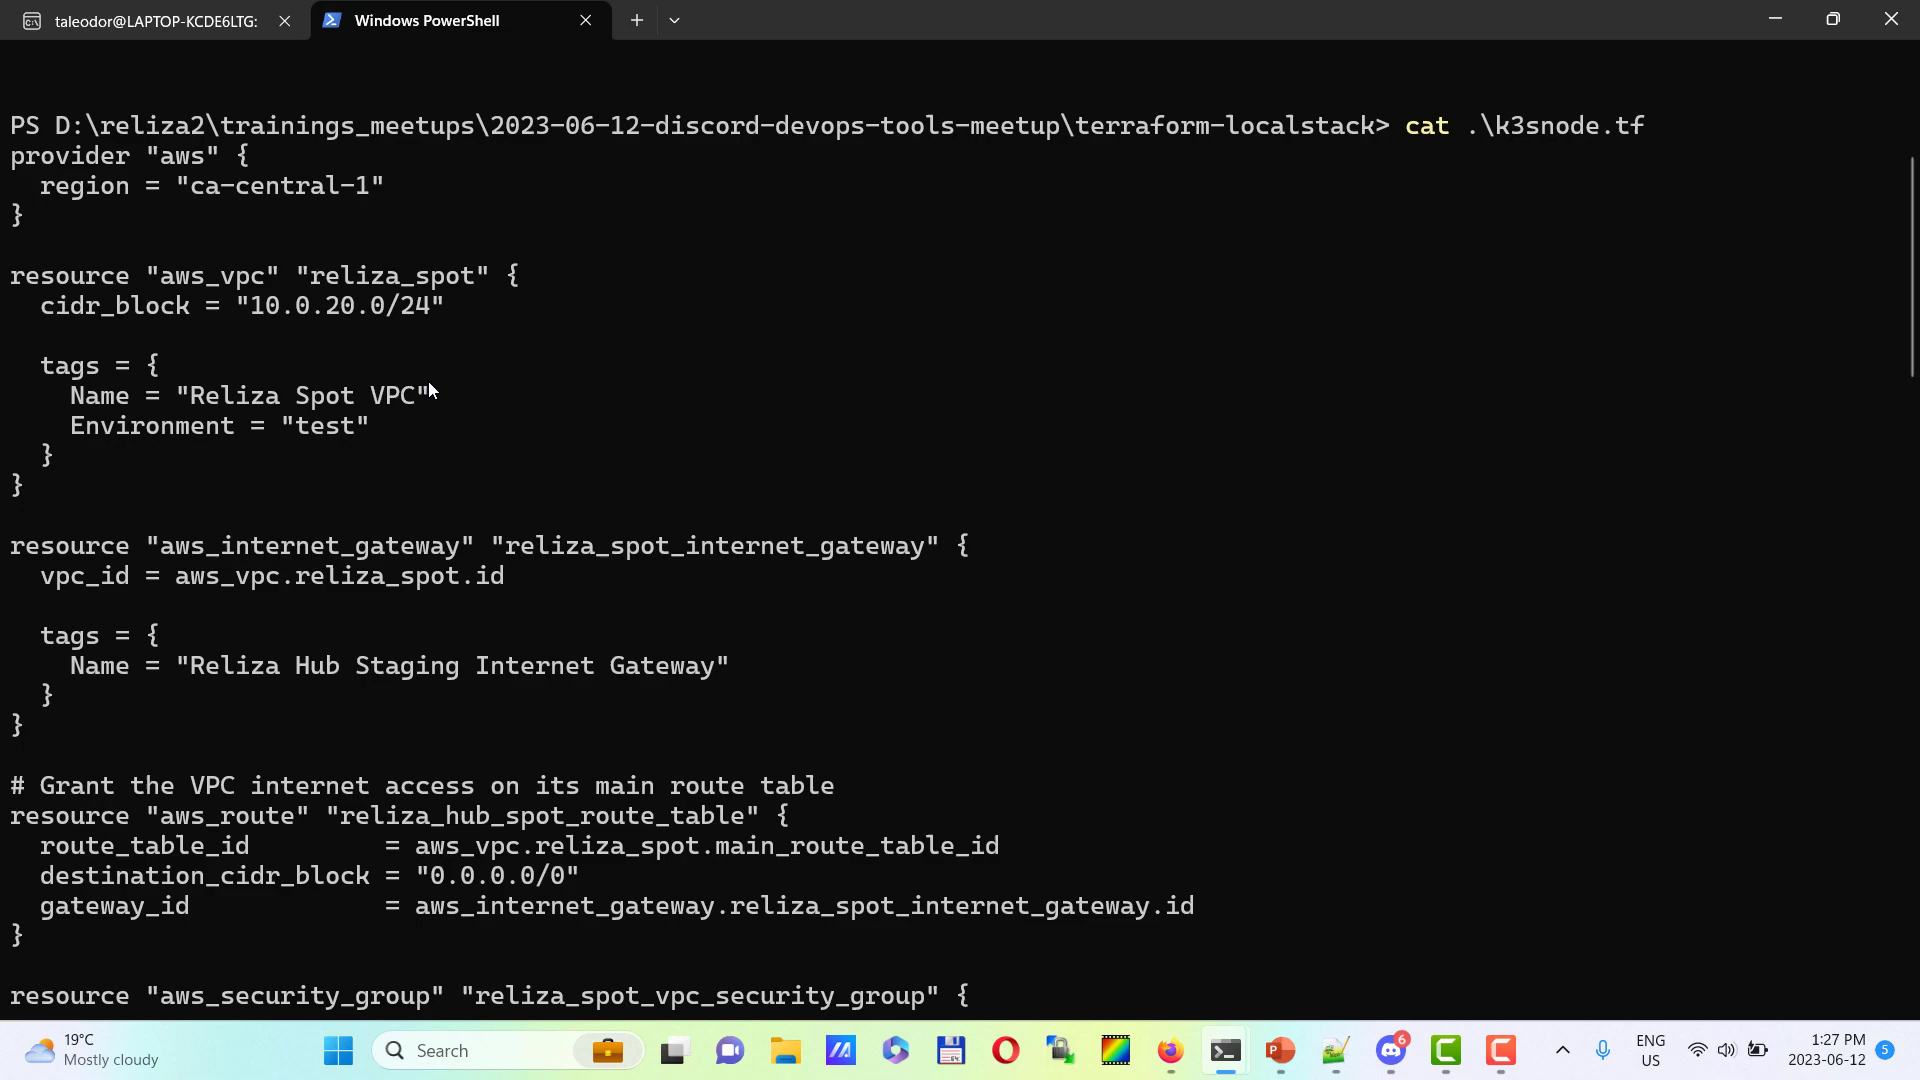 taleodor@LAPTOP-KCDE6LTG:
Windows PowerShell
PS D:\reliza2\trainings_meetups\2023-06-12-discord-devops-tools-meetup\terraform-localstack> cat .\k3snode.tf
provider "aws" {
  region = "ca-central-1"
}
resource "aws_vpc" "reliza_spot" {
  cidr_block = "10.0.20.0/24"
  tags = {
    Name = "Reliza Spot VPC"
    Environment = "test"
  }
}
resource "aws_internet_gateway" "reliza_spot_internet_gateway" {
  vpc_id = aws_vpc.reliza_spot.id
  tags = {
    Name = "Reliza Hub Staging Internet Gateway"
  }
}
# Grant the VPC internet access on its main route table
resource "aws_route" "reliza_hub_spot_route_table" {
  route_table_id         = aws_vpc.reliza_spot.main_route_table_id
  destination_cidr_block = "0.0.0.0/0"
  gateway_id             = aws_internet_gateway.reliza_spot_internet_gateway.id
}
resource "aws_security_group" "reliza_spot_vpc_security_group" {
19°C
Mostly cloudy
Search
6
ENG
US
1:27 PM
2023-06-12
5